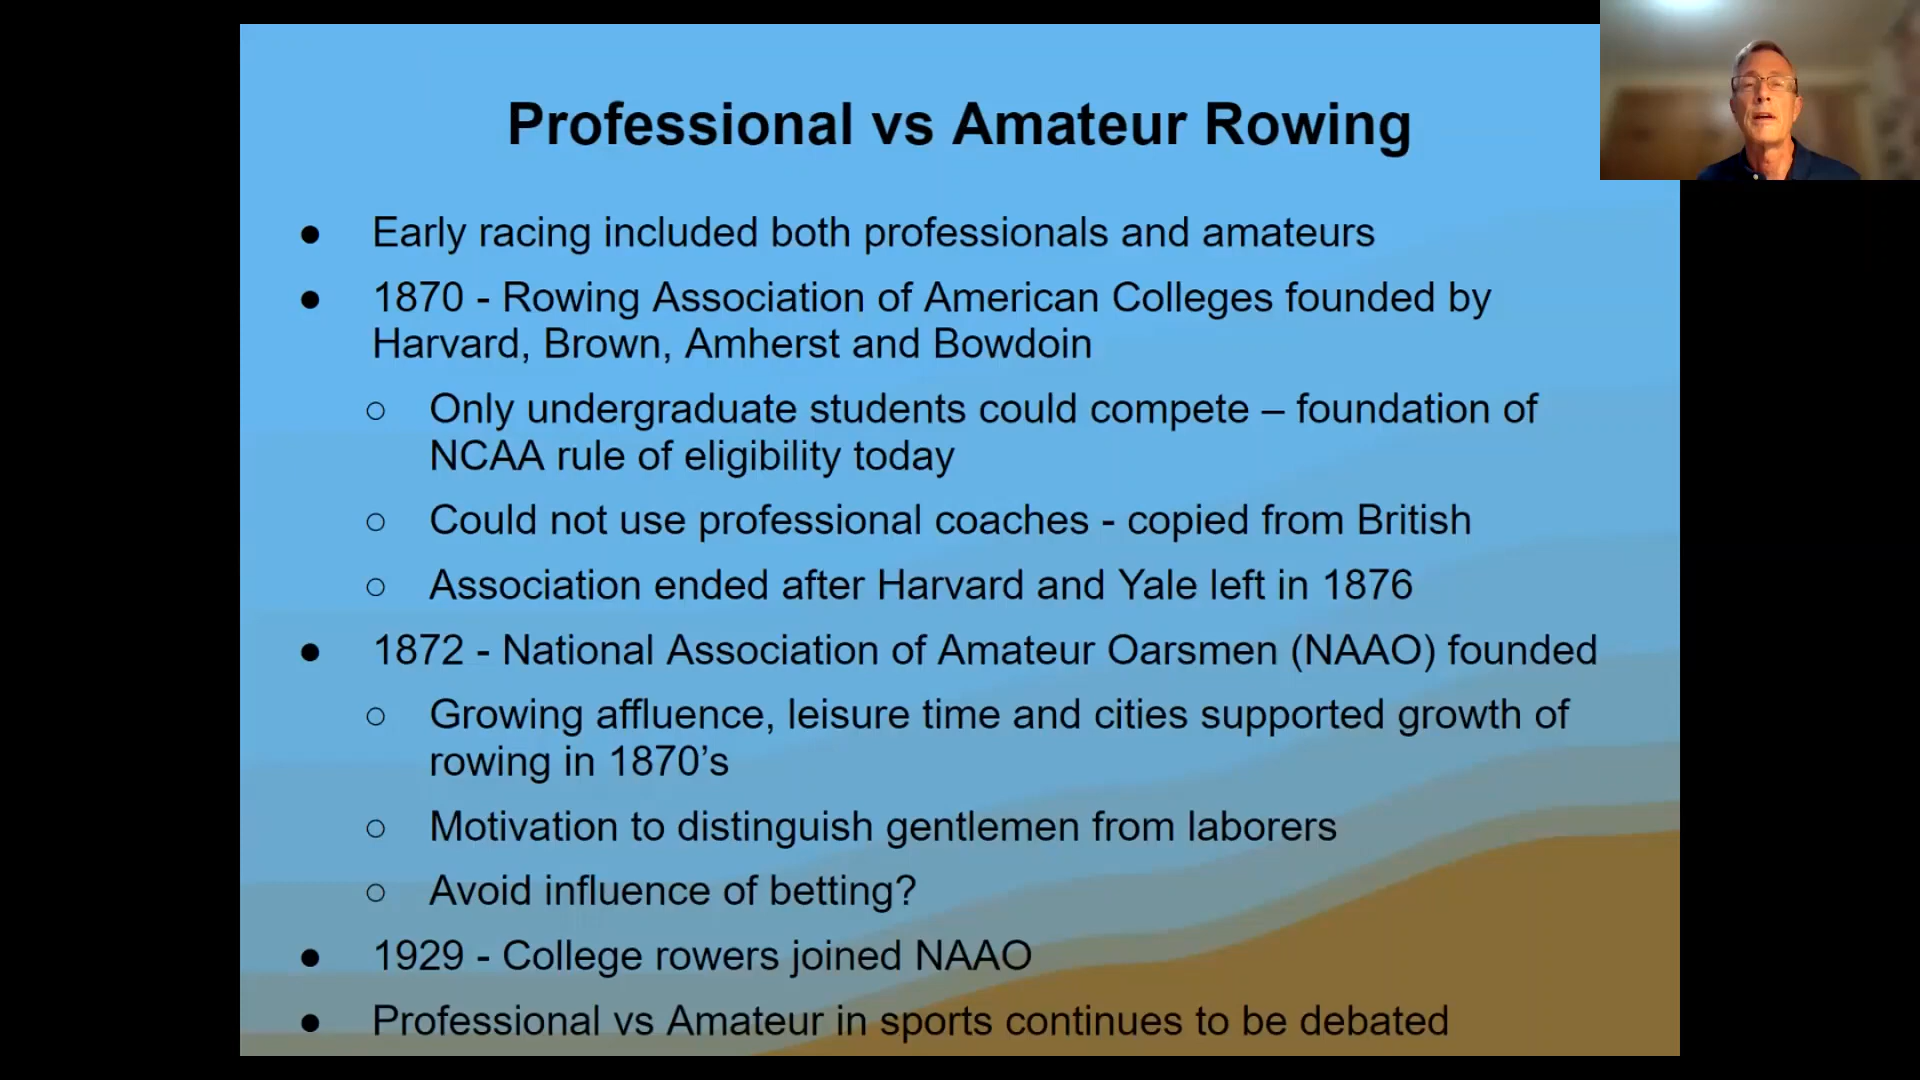 Professional vs Amateur Rowing
● Early racing included both professionals and amateurs
● 1870 - Rowing Association of American Colleges founded by
Harvard, Brown, Amherst and Bowdoin
○ Only undergraduate students could compete – foundation of
NCAA rule of eligibility today
○ Could not use professional coaches - copied from British
○ Association ended after Harvard and Yale left in 1876
● 1872 - National Association of Amateur Oarsmen (NAAO) founded
○ Growing affluence, leisure time and cities supported growth of
rowing in 1870’s
○ Motivation to distinguish gentlemen from laborers
○ Avoid influence of betting?
● 1929 - College rowers joined NAAO
● Professional vs Amateur in sports continues to be debated